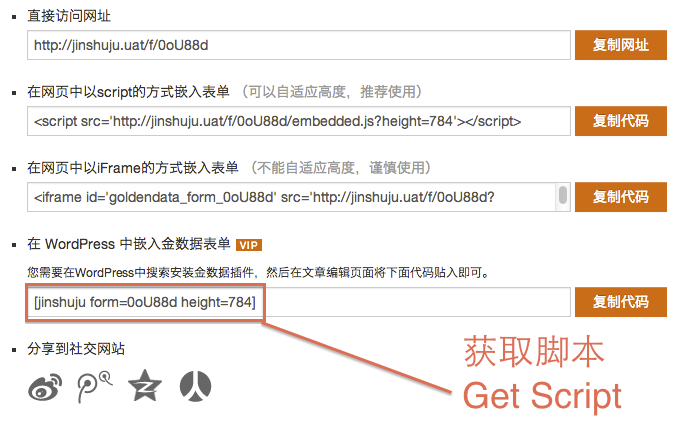 直接访问网址
http://jinshuju.uat/f/0oU88d
复制网址
在网页中以script的方式嵌入表单 （可以自适应高度，推荐使用）
<script src='http://jinshuju.uat/f/0oU88d/embedded.js?height=784'></script>
复制代码
在网页中以iFrame的方式嵌入表单 （不能自适应高度，谨慎使用）
<iframe id='goldendata_form_0oU88d' src='http://jinshuju.uat/f/0oU88d?
复制代码
在 WordPress 中嵌入金数据表单 VIP
您需要在WordPress中搜索安装金数据插件，然后在文章编辑页面将下面代码贴入即可。
[jinshuju form=0oU88d height=784]
复制代码
分享到社交网站
获取脚本
Get Script